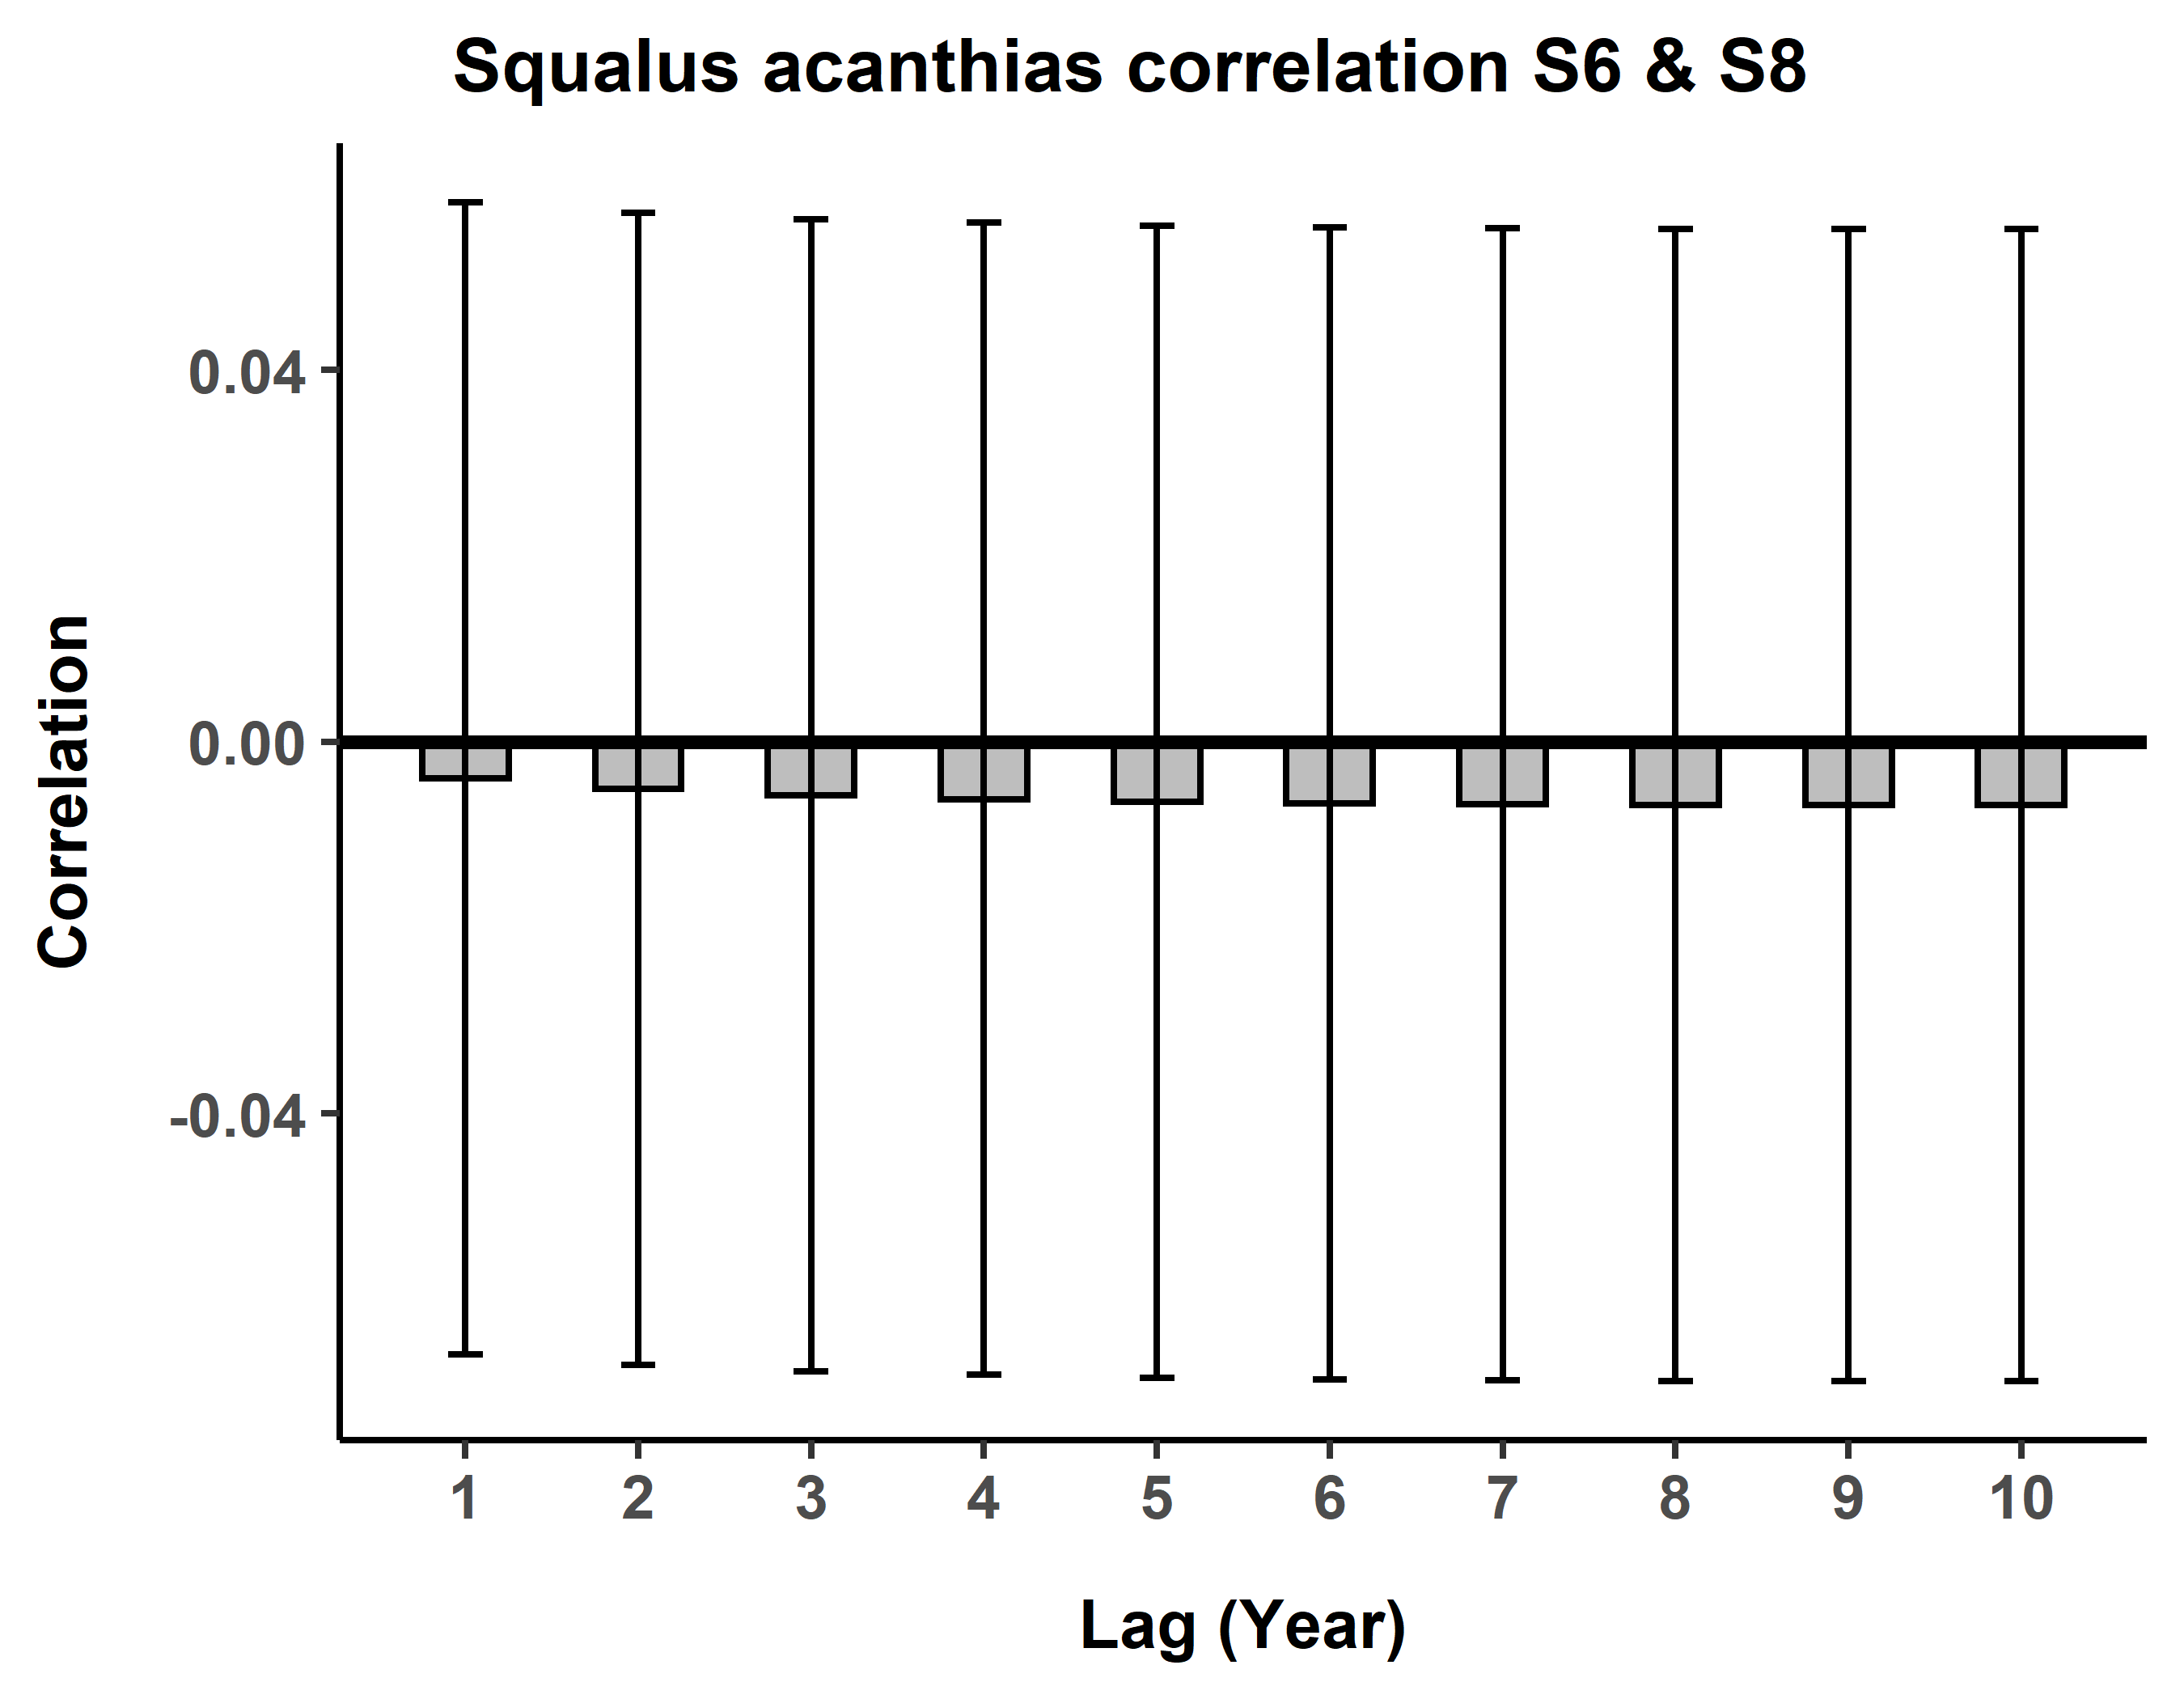 Squalus acanthias correlation S6 & S8
Correlation
0.04
0.00
-0.04
1 2 3 4 5 6 7 8 9 10
Lag (Year)